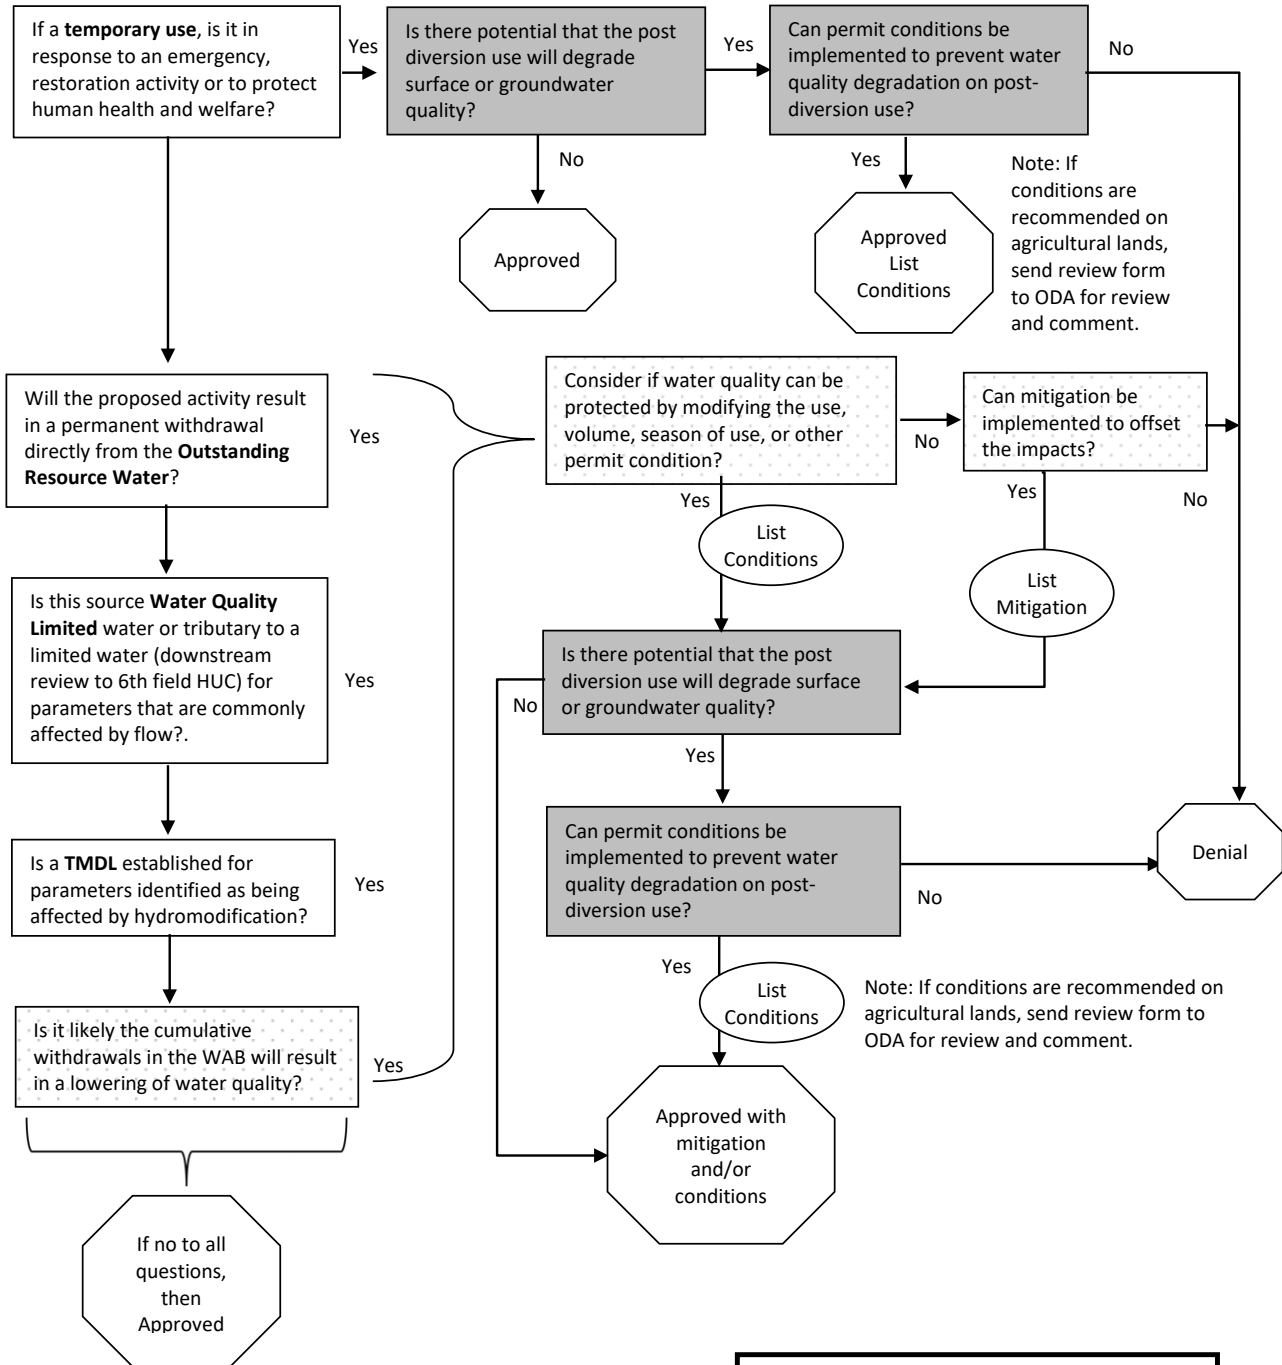 If a temporary use, is it in
response to an emergency,
restoration activity or to protect
human health and welfare?
Yes
Is there potential that the post
diversion use will degrade
surface or groundwater
quality?
Yes
Can permit conditions be
implemented to prevent water
quality degradation on post-
diversion use?
No
No
Approved
Yes
Approved
List
Conditions
Note: If
conditions are
recommended on
agricultural lands,
send review form
to ODA for review
and comment.
Will the proposed activity result
in a permanent withdrawal
directly from the Outstanding
Resource Water?
Yes
Consider if water quality can be
protected by modifying the use,
volume, season of use, or other
permit condition?
No
Can mitigation be
implemented to offset
the impacts?
No
Yes
List
Conditions
Yes
List
Mitigation
Is this source Water Quality
Limited water or tributary to a
limited water (downstream
review to 6th field HUC) for
parameters that are commonly
affected by flow?.
Yes
Is there potential that the post
diversion use will degrade surface
or groundwater quality?
No
Yes
Is a TMDL established for
parameters identified as being
affected by hydromodification?
Yes
Can permit conditions be
implemented to prevent water
quality degradation on post-
diversion use?
No
Denial
Yes
List
Conditions
Note: If conditions are recommended on
agricultural lands, send review form to
ODA for review and comment.
Is it likely the cumulative
withdrawals in the WAB will result
in a lowering of water quality?
Yes
Approved with
mitigation
and/or
conditions
If no to all
questions,
then
Approved